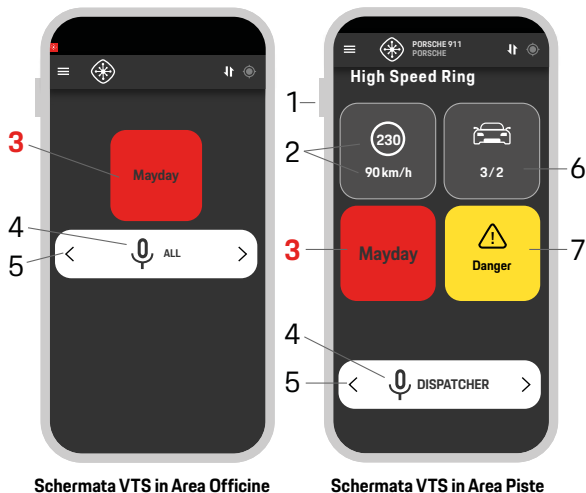 3
Mayday
4
5
ALL
Schermata VTS in Area Officine
PORSCHE 911
PORSCHE
High Speed Ring
1
2
230
90 km/h
3/2
6
3
Mayday
Danger
7
4
5
DISPATCHER
Schermata VTS in Area Piste